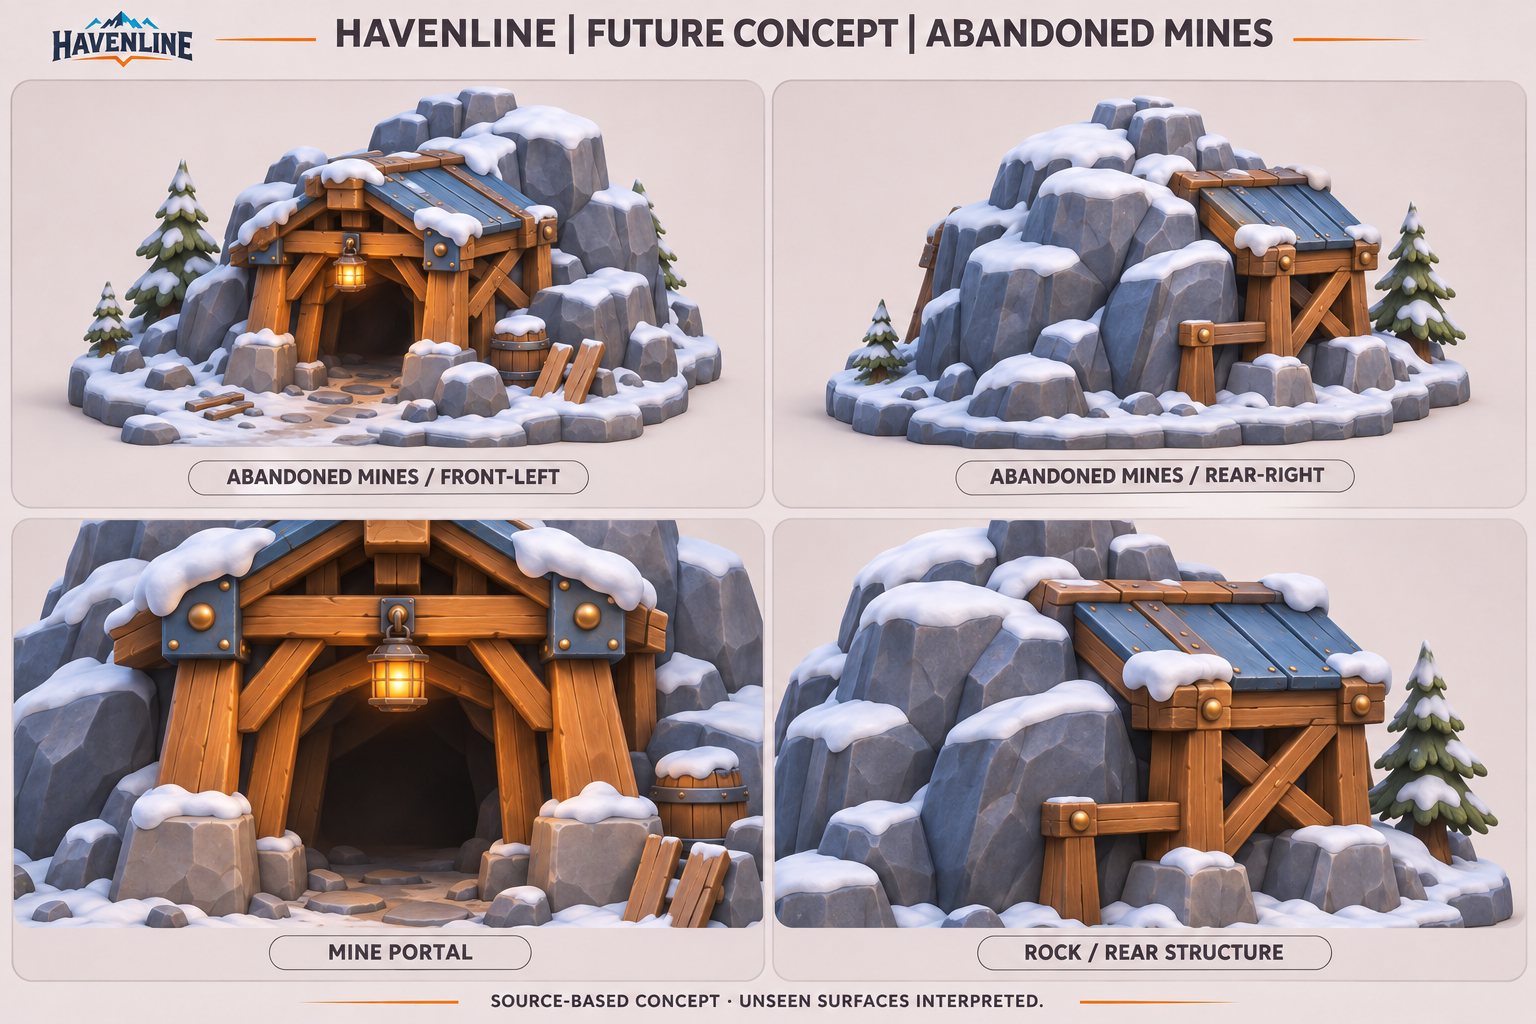 HAVENLINE
HAVENLINE | FUTURE CONCEPT | ABANDONED MINES
ABANDONED MINES / FRONT-LEFT
ABANDONED MINES / REAR-RIGHT
MINE PORTAL
ROCK / REAR STRUCTURE
SOURCE-BASED CONCEPT · UNSEEN SURFACES INTERPRETED.